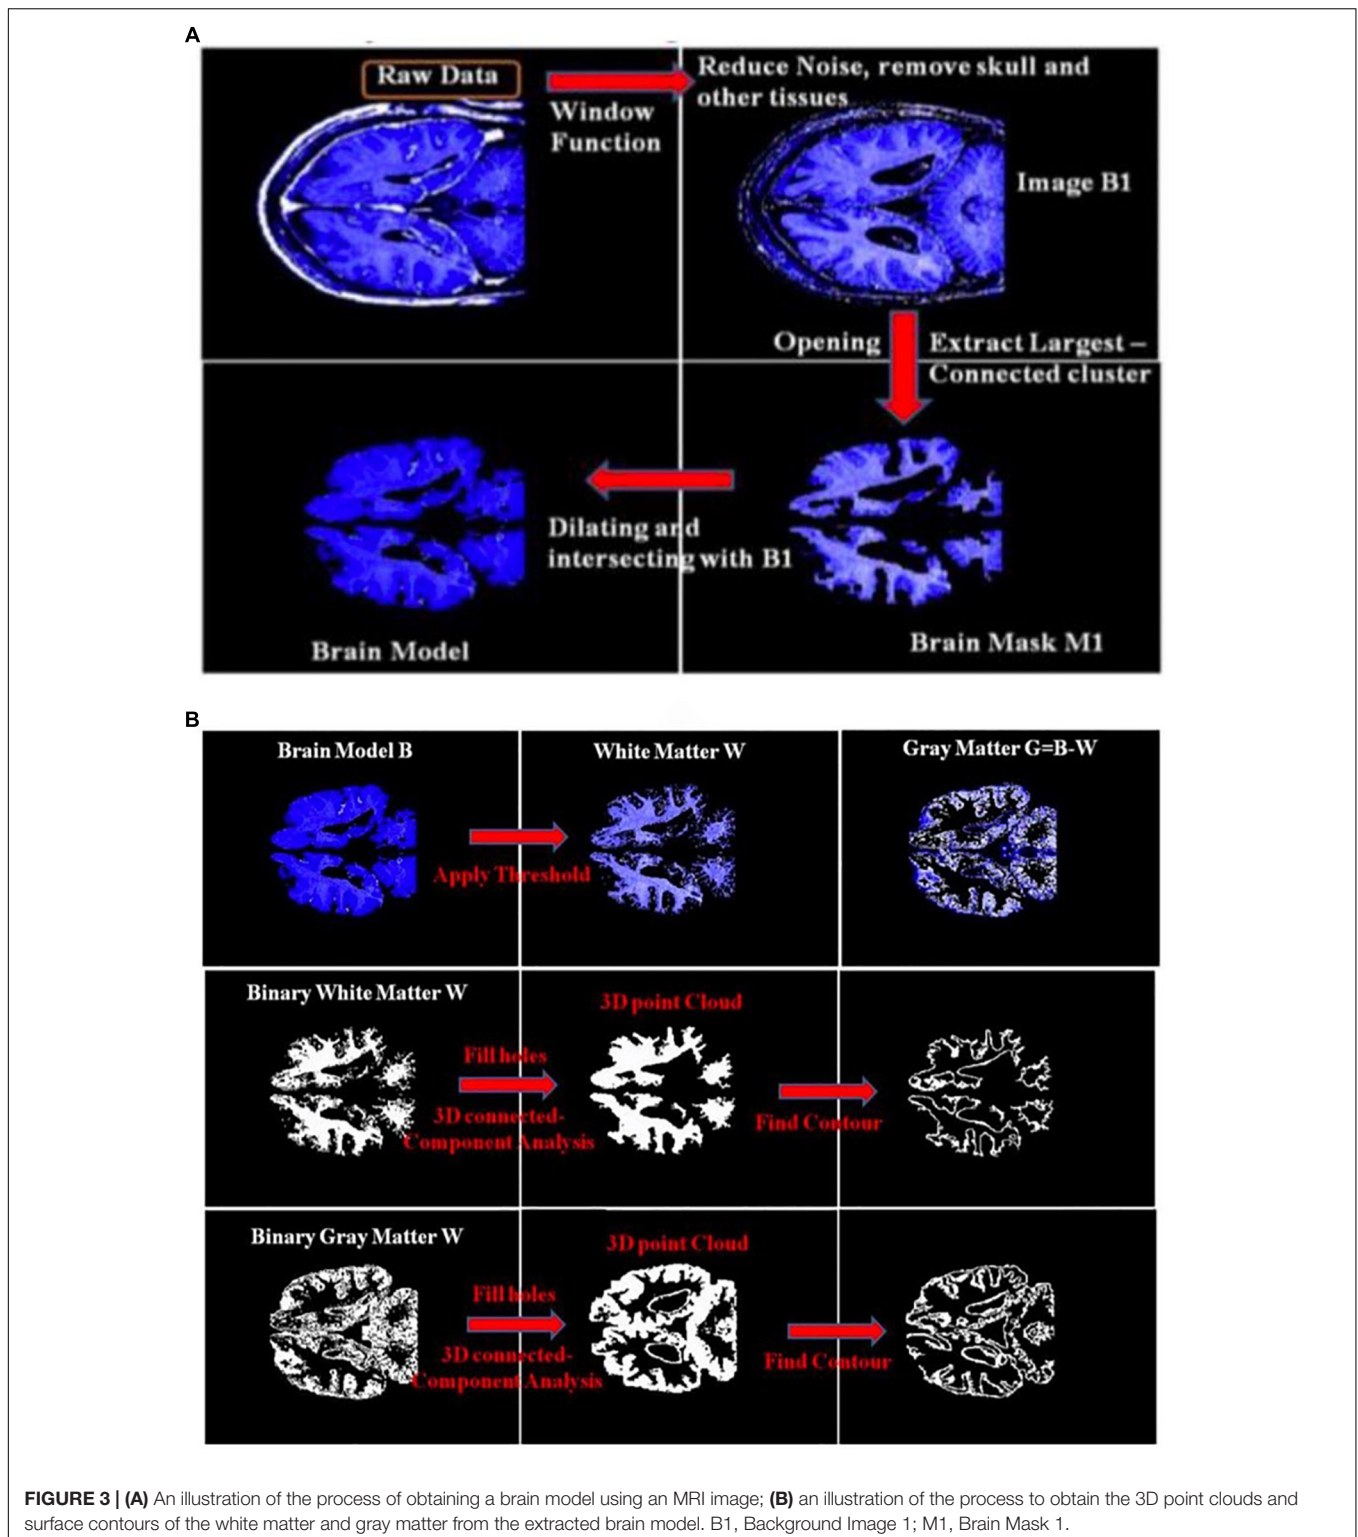 A
Raw Data
Window
Function
Reduce Noise, remove skull and
other tissues
Image B1
Opening
Extract Largest –
Connected cluster
Dilating and
intersecting with B1
Brain Model
Brain Mask M1
B
Brain Model B
White Matter W
Gray Matter G=B-W
Apply Threshold
Binary White Matter W
3D point Cloud
Fill holes
3D connected-
Component Analysis
Find Contour
Binary Gray Matter W
3D point Cloud
Fill holes
3D connected-
Component Analysis
Find Contour
FIGURE 3 | (A) An illustration of the process of obtaining a brain model using an MRI image; (B) an illustration of the process to obtain the 3D point clouds and
surface contours of the white matter and gray matter from the extracted brain model. B1, Background Image 1; M1, Brain Mask 1.